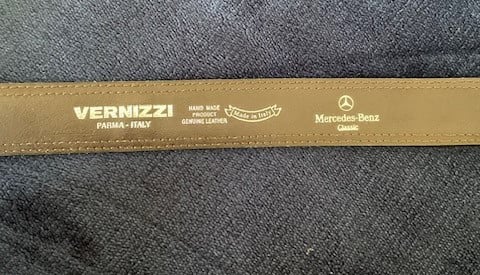 VERNIZZI
PARMA - ITALY
HAND MADE
PRODUCT
GENUINE LEATHER
Made in Italy
Mercedes-Benz
Classic